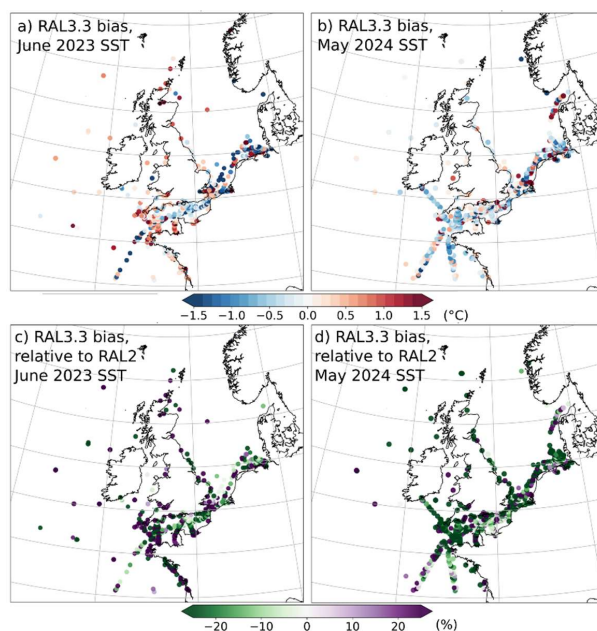 a) RAL3.3 bias,
June 2023 SST
b) RAL3.3 bias,
May 2024 SST
−1.5 −1.0 −0.5 0.0 0.5 1.0 1.5 (°C)
c) RAL3.3 bias,
relative to RAL2
June 2023 SST
d) RAL3.3 bias,
relative to RAL2
May 2024 SST
−20 −10 0 10 20 (%)